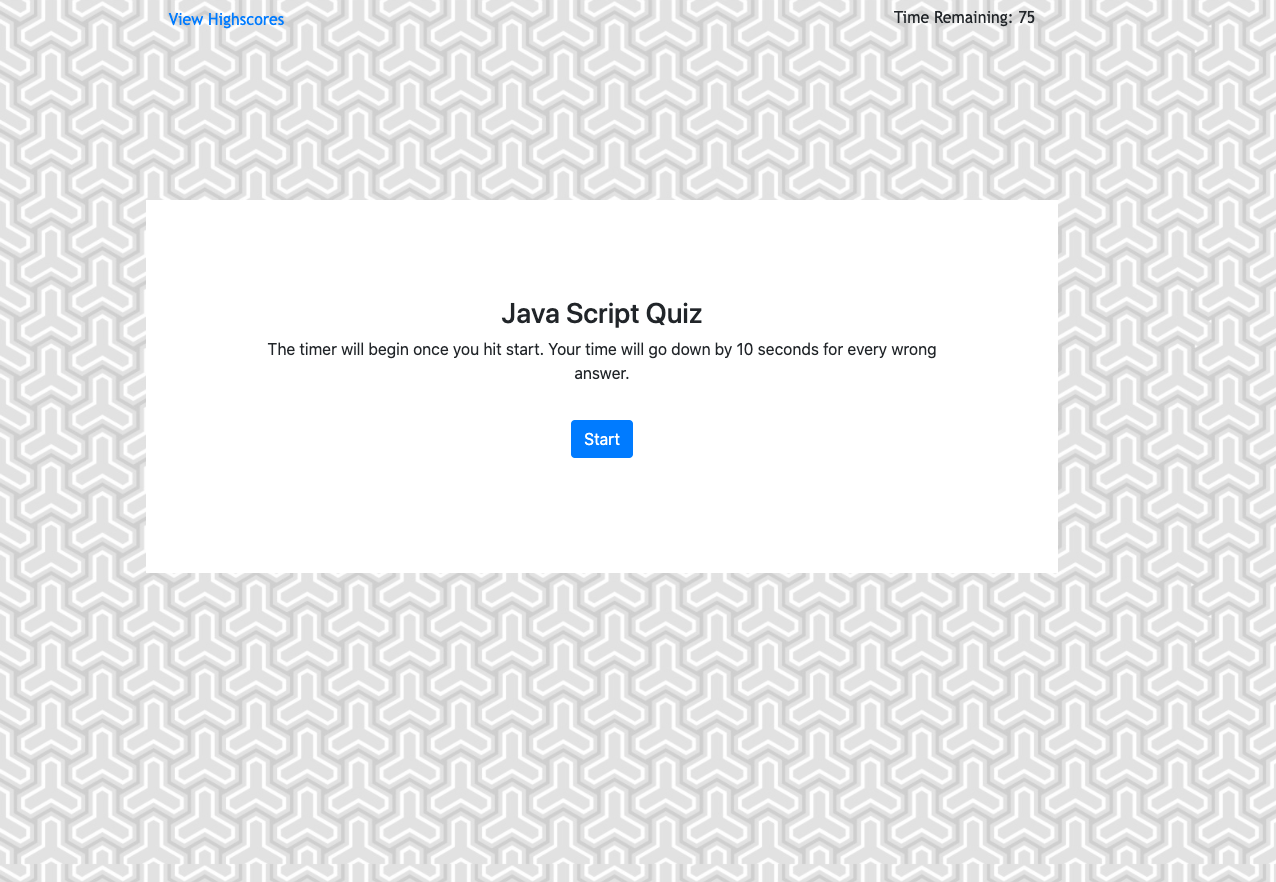 View Highscores
Time Remaining: 75
Java Script Quiz
The timer will begin once you hit start. Your time will go down by 10 seconds for every wrong
answer.
Start